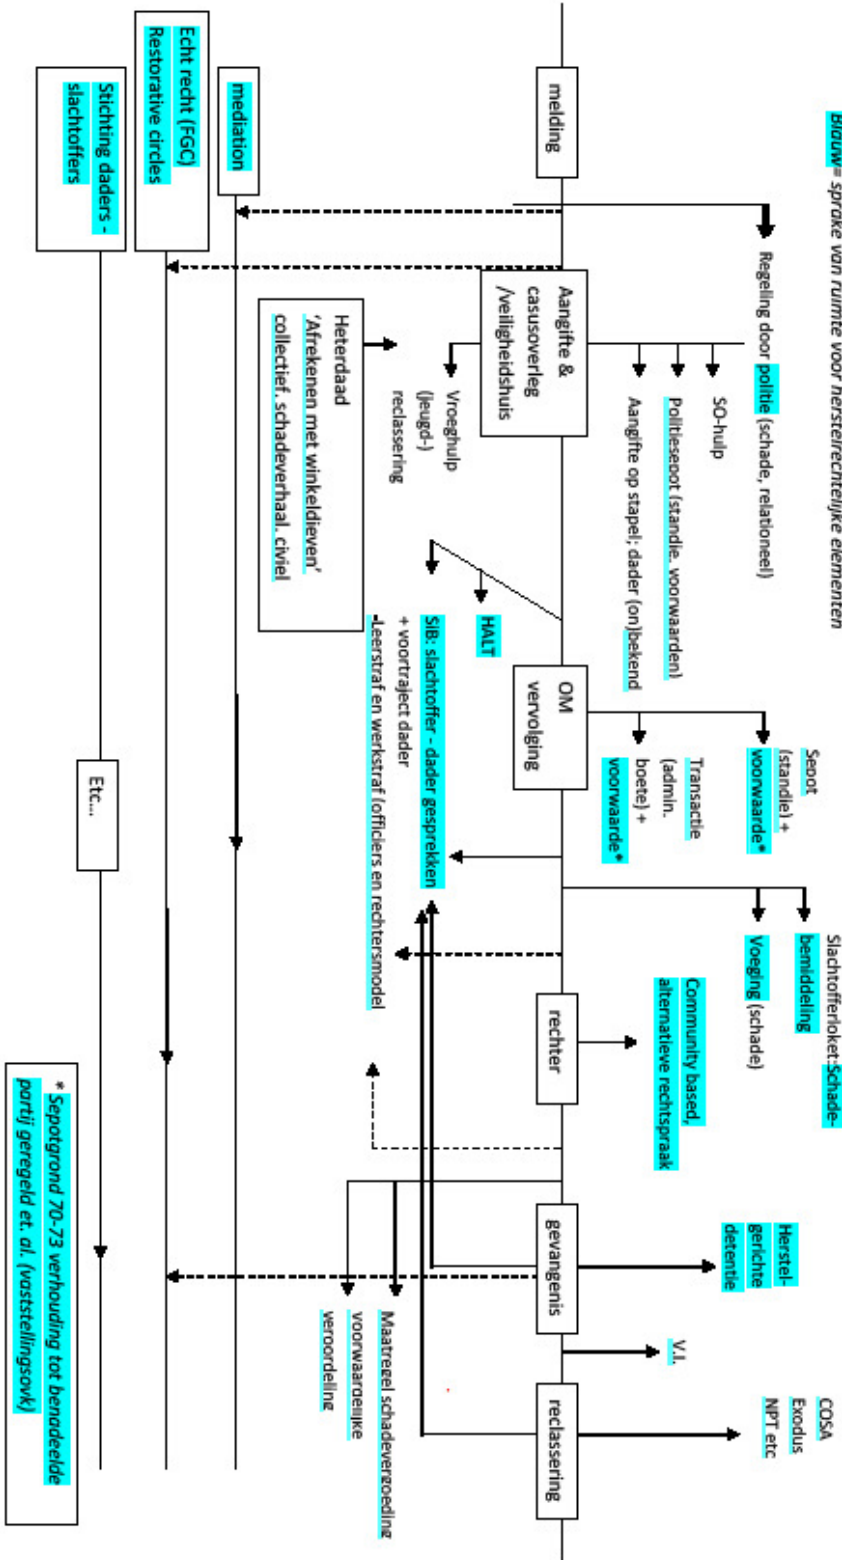 Blauw= sprake van ruimte voor herstelrechtelijke elementen
melding
Regeling door politie (schade, relationeel)
SO-hulp
Politiesepot (standie. voorwaarden)
Aangifte op stapel; dader (on)bekend
Aangifte &
casusoverleg
/veiligheidshuis
Vroeghulp
(jeugd-)
reclassering
Heterdaad
‘Afrekenen met winkeldieven’
collectief. schadeverhaal. civiel
mediation
Echt recht (FGC)
Restorative circles
Stichting daders -
slachtoffers
Sepot
(standie) +
voorwaarde*
Transactie
(admin.
boete) +
voorwaarde*
OM
vervolging
HALT
SiB: slachtoffer - dader gesprekken
+ voortraject dader
-Leerstraf en werkstraf (officiers en rechtersmodel
Etc...
Slachtofferloket:Schade-
bemiddeling
Voeging (schade)
Community based,
alternatieve rechtspraak
rechter
Herstel-
gerichte
detentie
gevangenis
V.I.
COSA
Exodus
NPT etc
reclassering
Maatregel schadevergoeding
voorwaardelijke
veroordeling
* Sepotgrond 70-73 verhouding tot benadeelde
partij geregeld et. al. (vaststellingsovk)